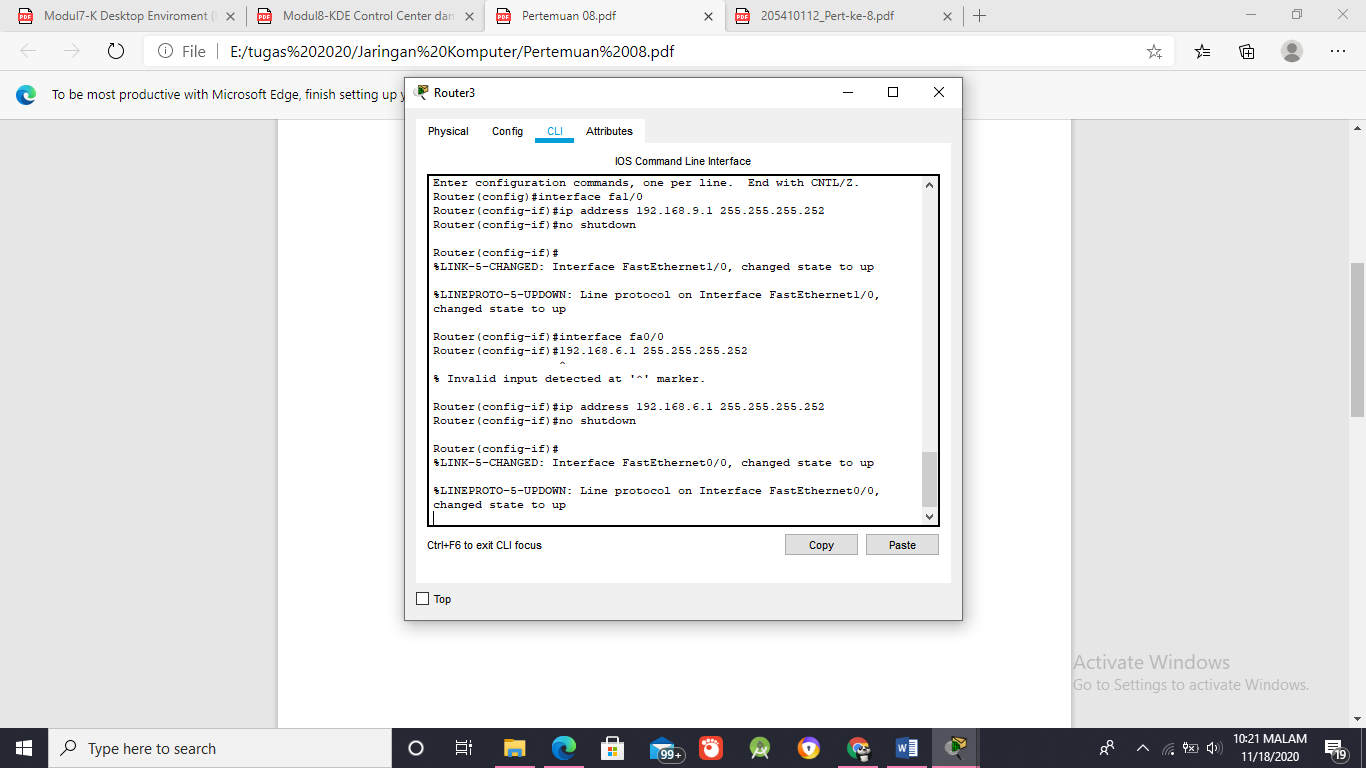 Modul7-K Desktop Enviroment (
Modul8-KDE Control Center dan
Pertemuan 08.pdf
205410112_Pert-ke-8.pdf
File
E:/tugas%202020/Jaringan%20Komputer/Pertemuan%2008.pdf
To be most productive with Microsoft Edge, finish setting up
Router3
Physical
Config
CLI
Attributes
IOS Command Line Interface
Enter configuration commands, one per line.  End with CNTL/Z.
Router(config)#interface fa1/0
Router(config-if)#ip address 192.168.9.1 255.255.255.252
Router(config-if)#no shutdown
Router(config-if)#
%LINK-5-CHANGED: Interface FastEthernet1/0, changed state to up
%LINEPROTO-5-UPDOWN: Line protocol on Interface FastEthernet1/0,
changed state to up
Router(config-if)#interface fa0/0
Router(config-if)#192.168.6.1 255.255.255.252
^
% Invalid input detected at '^' marker.
Router(config-if)#ip address 192.168.6.1 255.255.255.252
Router(config-if)#no shutdown
Router(config-if)#
%LINK-5-CHANGED: Interface FastEthernet0/0, changed state to up
%LINEPROTO-5-UPDOWN: Line protocol on Interface FastEthernet0/0,
changed state to up
Ctrl+F6 to exit CLI focus
Copy
Paste
Top
Activate Windows
Go to Settings to activate Windows.
Type here to search
99+
10:21 MALAM
11/18/2020
19